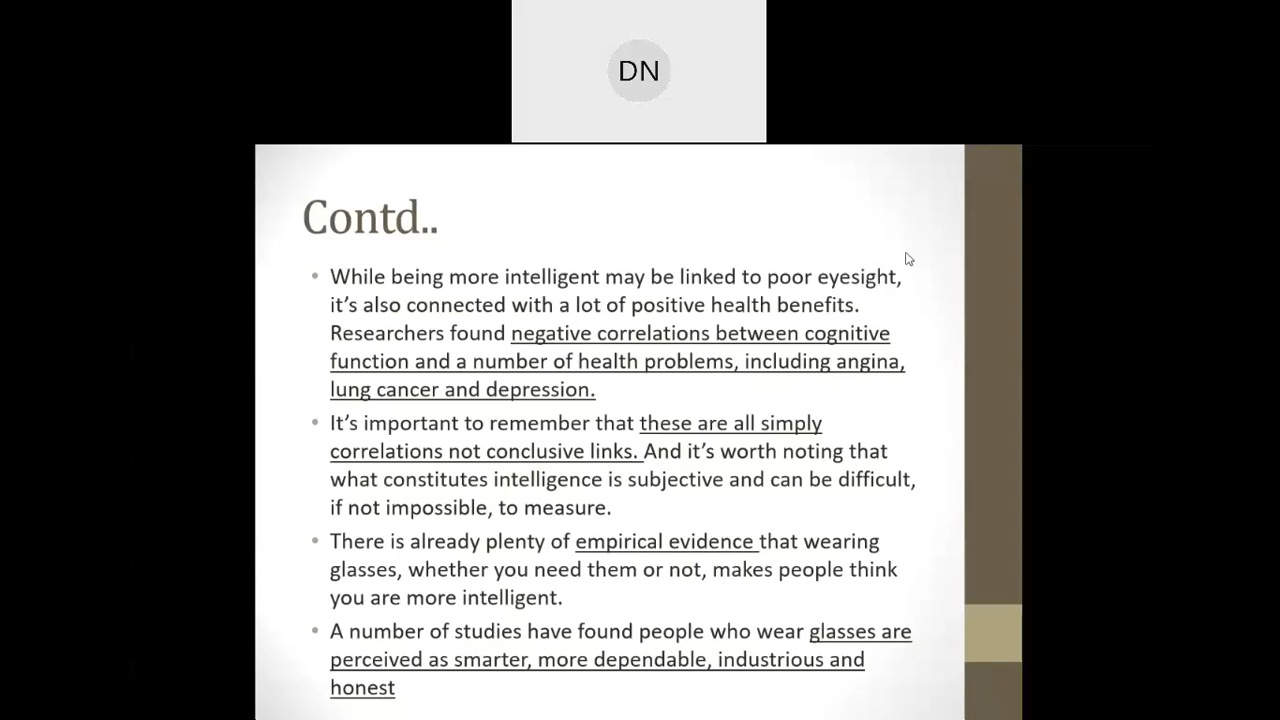 DN
Contd..
• While being more intelligent may be linked to poor eyesight,
it’s also connected with a lot of positive health benefits.
Researchers found negative correlations between cognitive
function and a number of health problems, including angina,
lung cancer and depression.
• It’s important to remember that these are all simply
correlations not conclusive links. And it’s worth noting that
what constitutes intelligence is subjective and can be difficult,
if not impossible, to measure.
• There is already plenty of empirical evidence that wearing
glasses, whether you need them or not, makes people think
you are more intelligent.
• A number of studies have found people who wear glasses are
perceived as smarter, more dependable, industrious and
honest